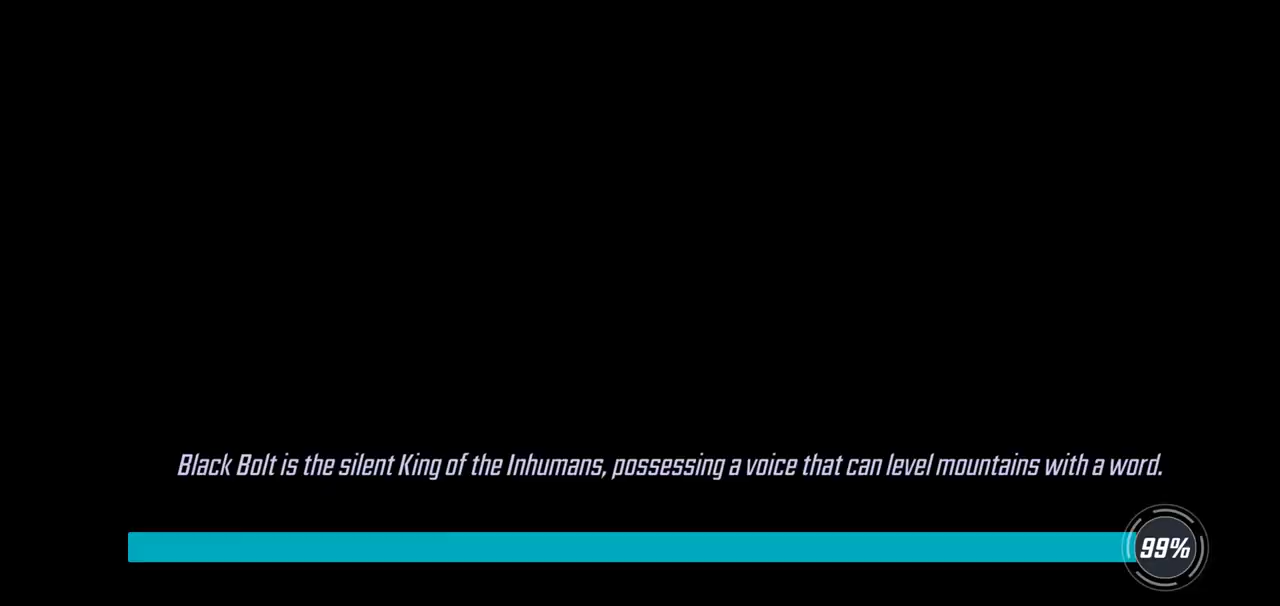 Black Bolt is the silent King of the Inhumans, possessing a voice that can level mountains with a word.
99%